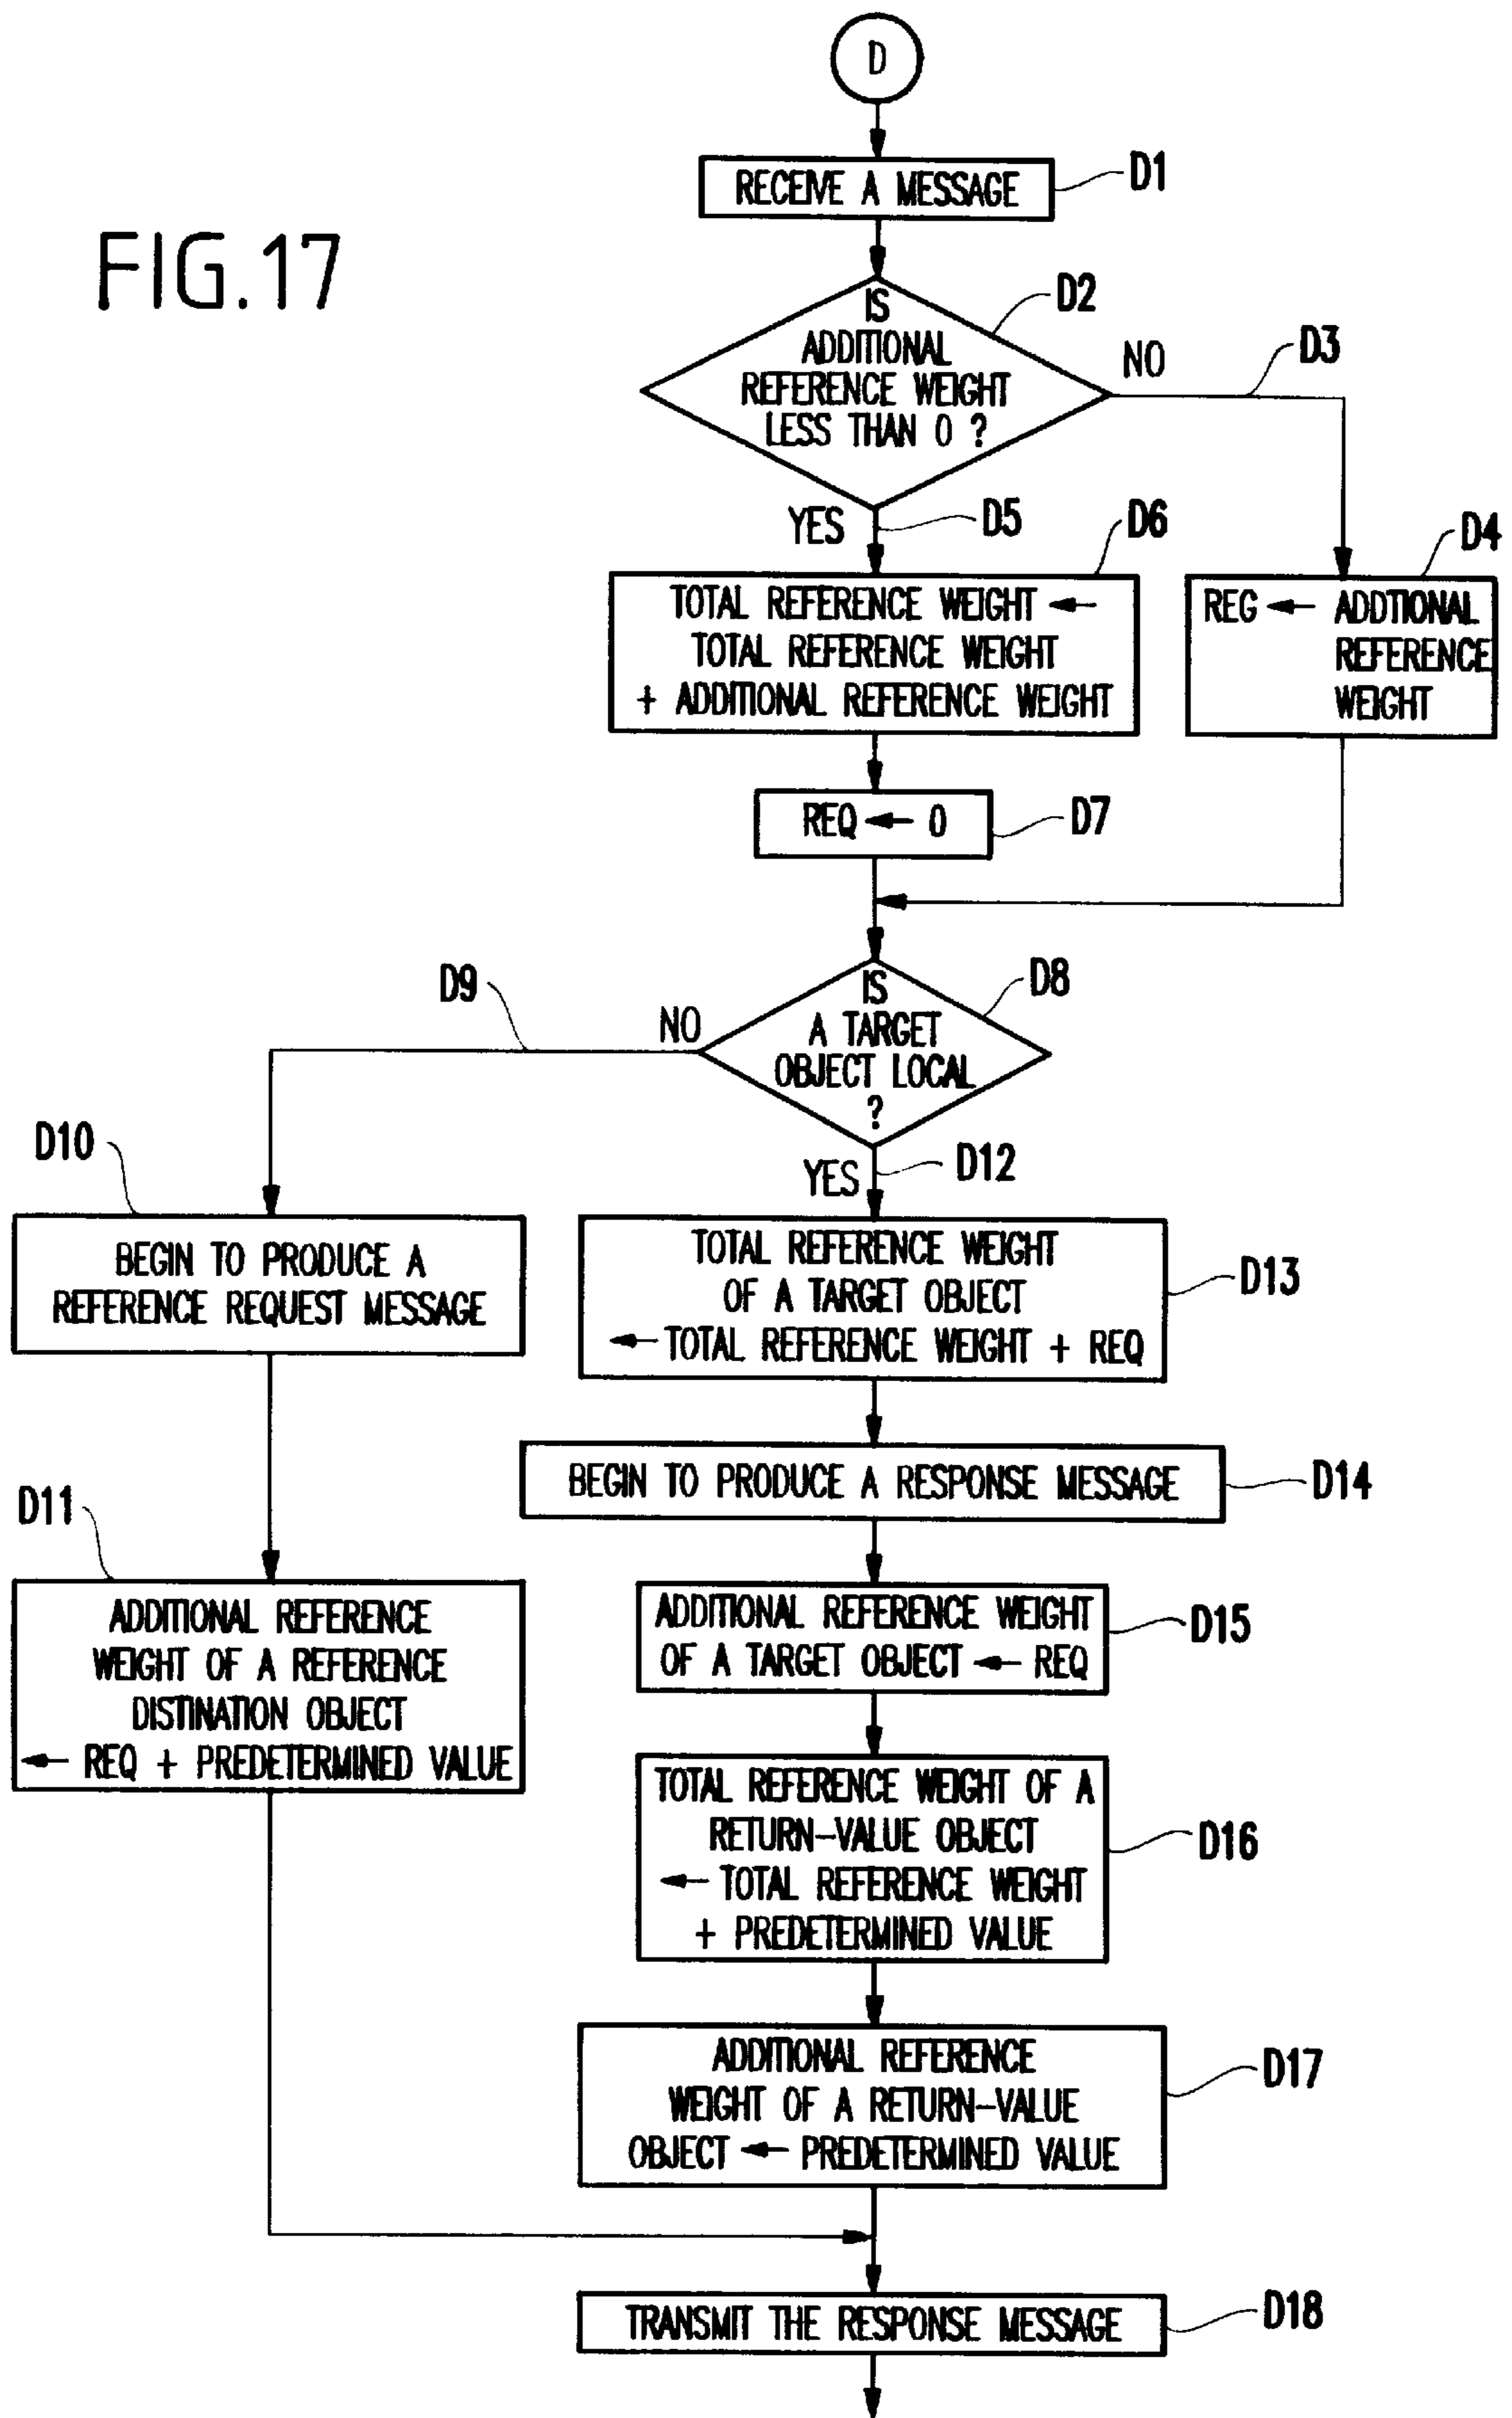 D
RECEIVE A MESSAGE
D1
FIG.17
IS
ADDITIONAL
REFERENCE WEIGHT
LESS THAN 0 ?
D2
NO
D3
YES
D5
D6
TOTAL REFERENCE WEIGHT ←
TOTAL REFERENCE WEIGHT
+ ADDITIONAL REFERENCE WEIGHT
D4
REG ← ADDTIONAL
REFERENCE
WEIGHT
REQ ← 0
D7
IS
A TARGET
OBJECT LOCAL
?
D8
NO
D9
D10
BEGIN TO PRODUCE A
REFERENCE REQUEST MESSAGE
D11
ADDITIONAL REFERENCE
WEIGHT OF A REFERENCE
DISTINATION OBJECT
← REQ + PREDETERMINED VALUE
YES
D12
TOTAL REFERENCE WEIGHT
OF A TARGET OBJECT
← TOTAL REFERENCE WEIGHT + REQ
D13
BEGIN TO PRODUCE A RESPONSE MESSAGE
D14
ADDITIONAL REFERENCE WEIGHT
OF A TARGET OBJECT ← REQ
D15
TOTAL REFERENCE WEIGHT OF A
RETURN-VALUE OBJECT
← TOTAL REFERENCE WEIGHT
+ PREDETERMINED VALUE
D16
ADDITIONAL REFERENCE
WEIGHT OF A RETURN-VALUE
OBJECT ← PREDETERMINED VALUE
D17
TRANSMIT THE RESPONSE MESSAGE
D18